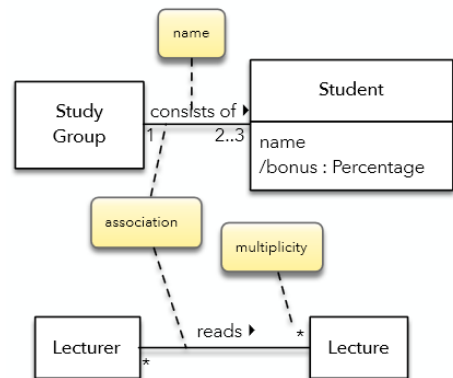 name
Study
Group
consists of ▸
1
2..3
Student
name
/bonus : Percentage
association
multiplicity
Lecturer
reads ▸
*
*
Lecture